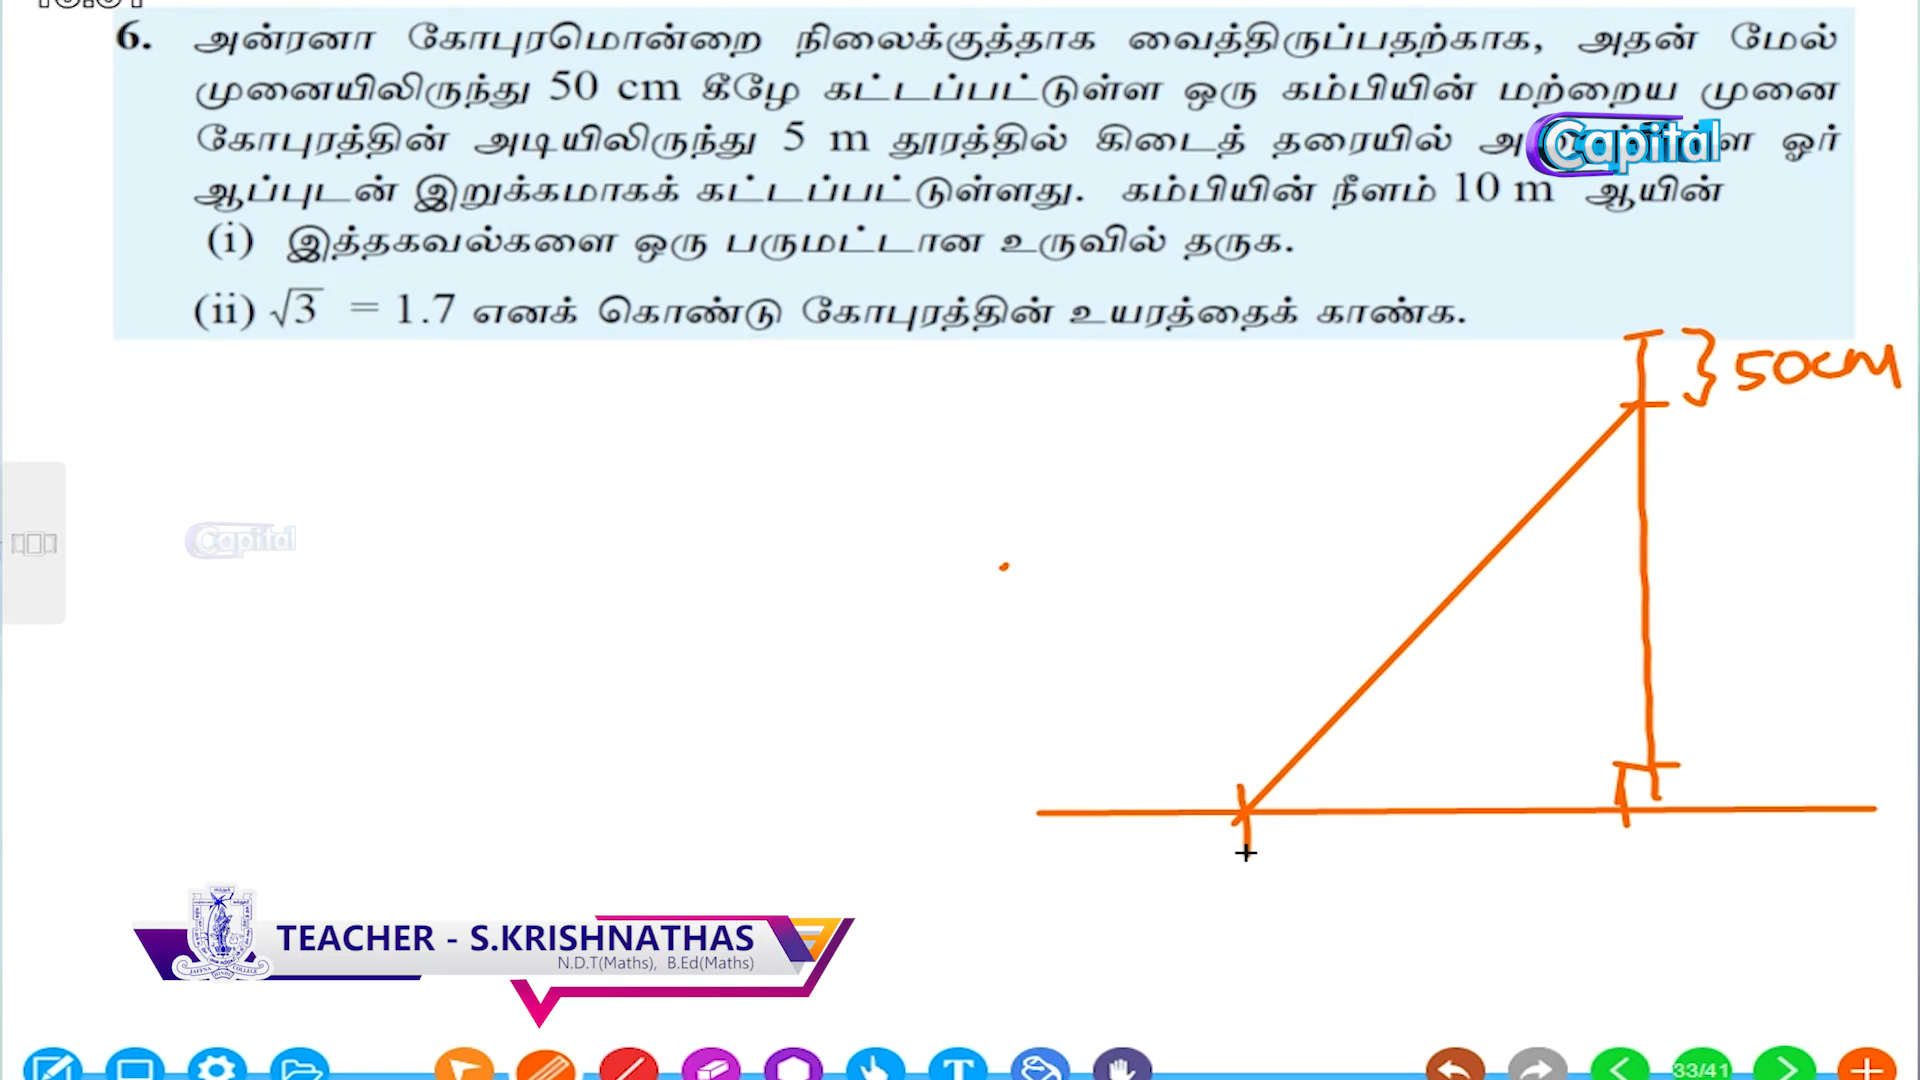 6. அன்ரனா கோபுரமொன்றை நிலைக்குத்தாக வைத்திருப்பதற்காக, அதன் மேல்
முனையிலிருந்து 50 cm கீழே கட்டப்பட்டுள்ள ஒரு கம்பியின் மற்றைய முனை
கோபுரத்தின் அடியிலிருந்து 5 m தூரத்தில் கிடைத் தரையில் ஓர்
Capital
ஆப்புடன் இறுக்கமாகக் கட்டப்பட்டுள்ளது. கம்பியின் நீளம் 10 m ஆயின்
(i) இத்தகவல்களை ஒரு பருமட்டான உருவில் தருக.
(ii) √3 = 1.7 எனக் கொண்டு கோபுரத்தின் உயரத்தைக் காண்க.
50cm
Capital
TEACHER - S.KRISHNATHAS
N.D.T(Maths), B.Ed(Maths)
33/41